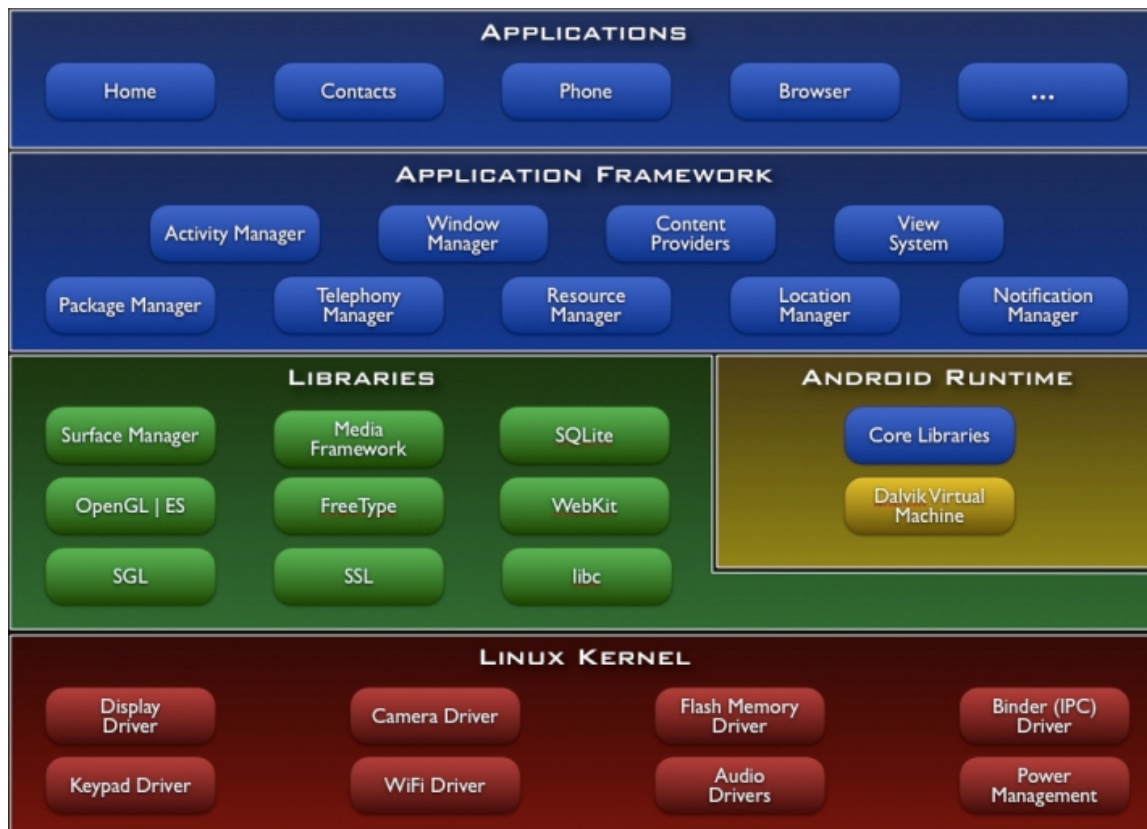 APPLICATIONS
Home
Contacts
Phone
Browser
...
APPLICATION FRAMEWORK
Activity Manager
Window
Manager
Content
Providers
View
System
Package Manager
Telephony
Manager
Resource
Manager
Location
Manager
Notification
Manager
LIBRARIES
Surface Manager
Media
Framework
SQLite
OpenGL | ES
FreeType
WebKit
SGL
SSL
libc
ANDROID RUNTIME
Core Libraries
Dalvik Virtual
Machine
LINUX KERNEL
Display
Driver
Camera Driver
Flash Memory
Driver
Binder (IPC)
Driver
Keypad Driver
WiFi Driver
Audio
Drivers
Power
Management